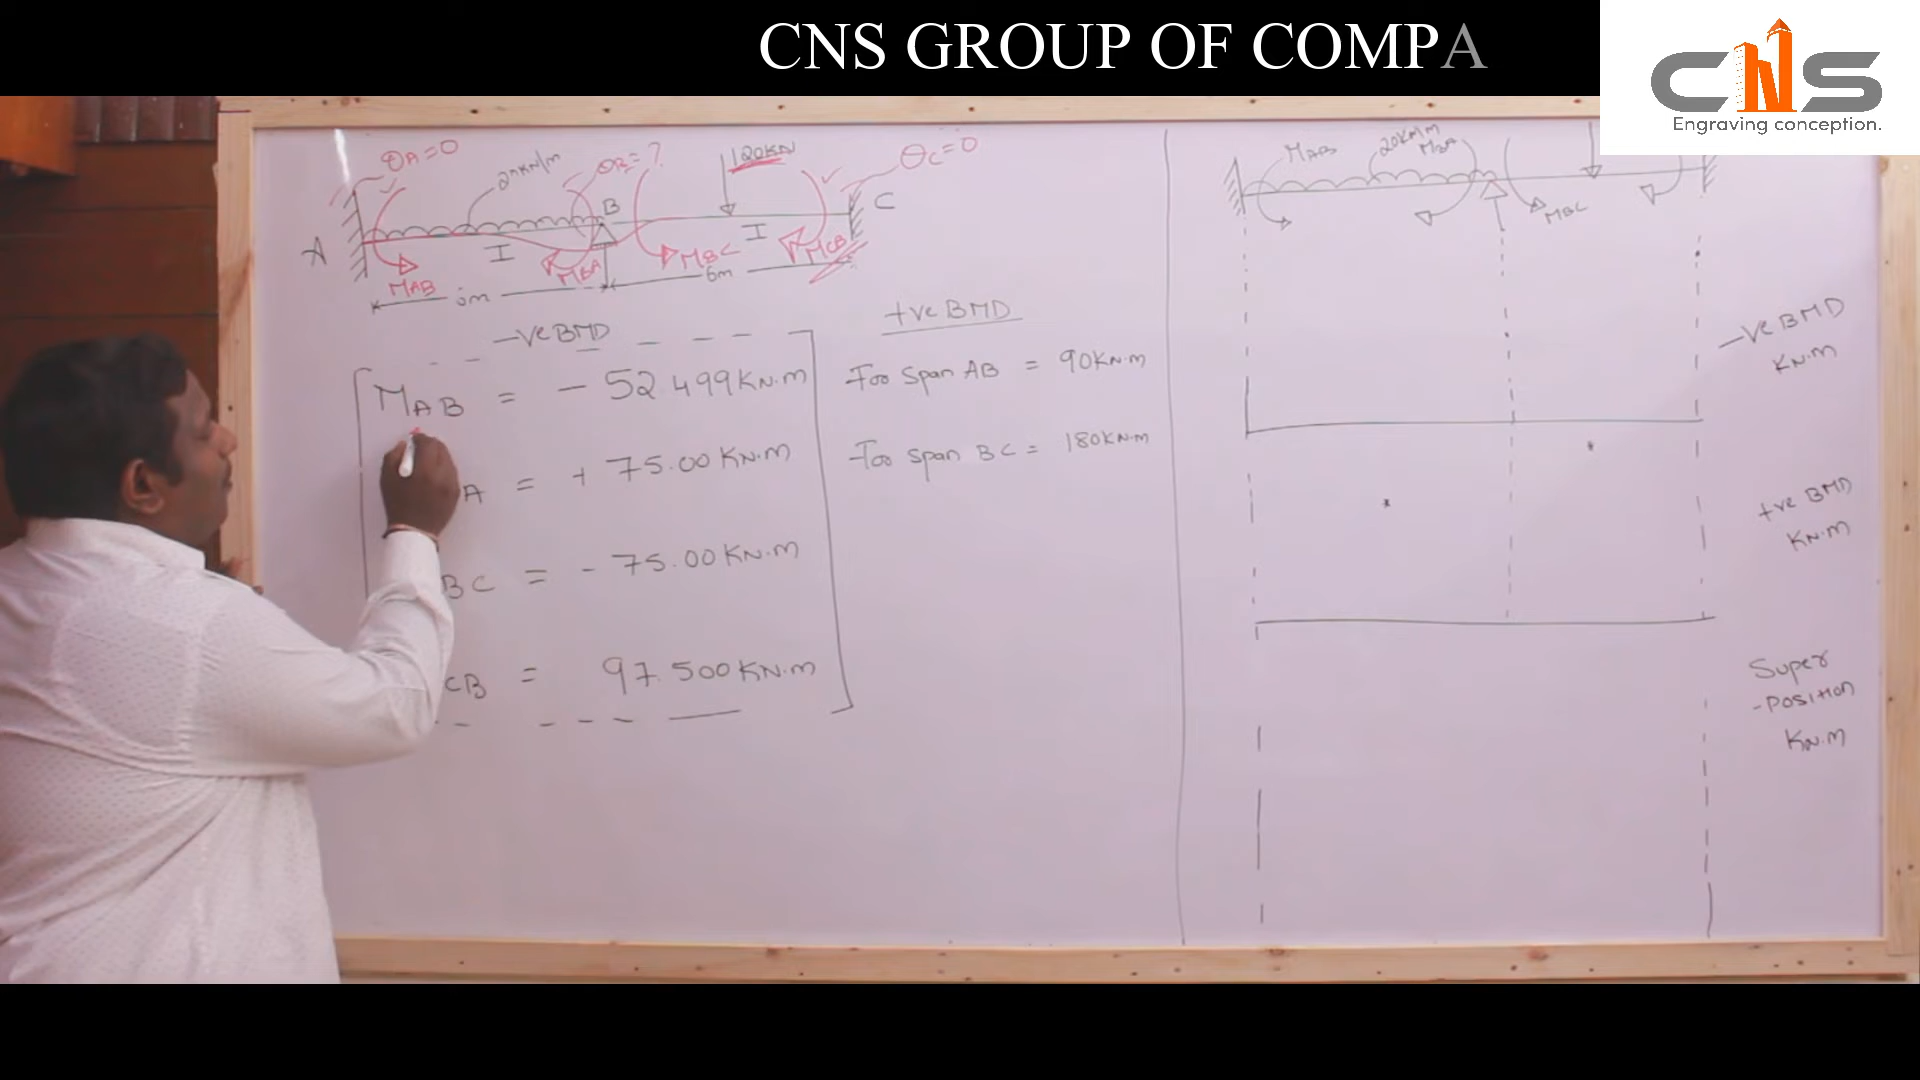 CNS GROUP OF COMPA
CNS
Engraving conception.
θA=0
20KN/m
θB=?
120KN
θC=0
A
B
C
I
I
MAB
MBA
MBC
MCB
6m
6m
-Ve BMD
MAB = - 52.499 KN.m
A = + 75.00 KN.m
BC = - 75.00 KN.m
CB = 97.500 KN.m
+ve BMD
For Span AB = 90 KN.m
For Span BC = 180 KN.m
MAB
20KN/m
MBA
MBC
-Ve BMD
KN.m
+ve BMD
KN.m
Super
-Position
KN.m